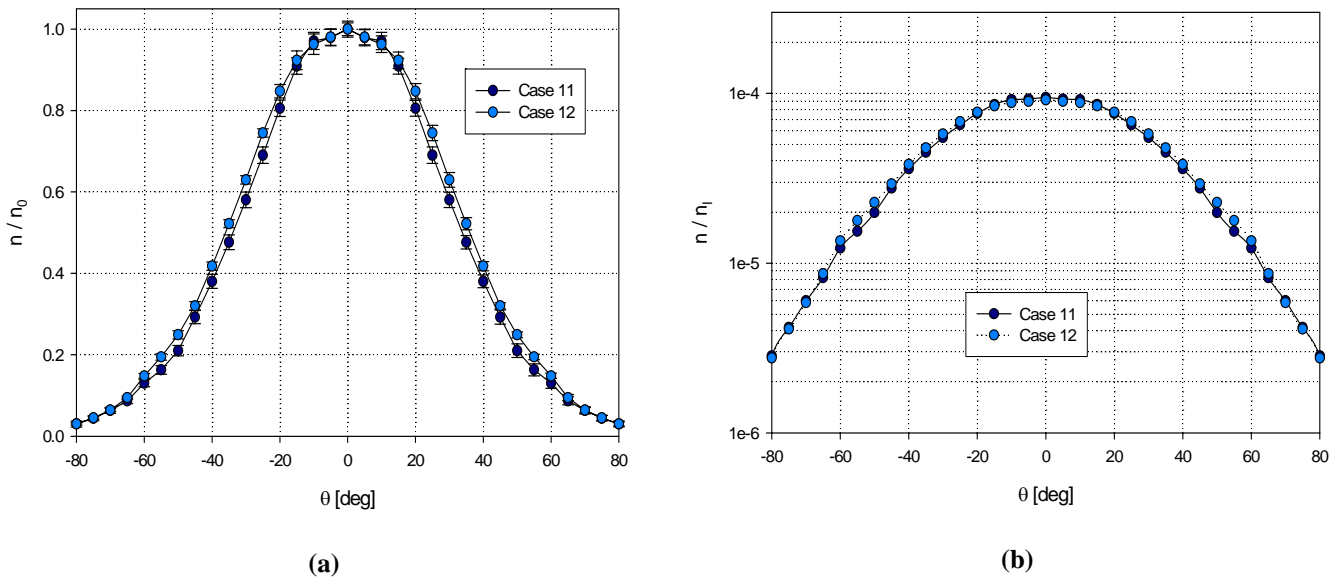 1.0
0.8
0.6
0.4
0.2
0.0
n / n0
-80 -60 -40 -20 0 20 40 60 80
θ [deg]
Case 11
Case 12
(a)
1e-4
1e-5
1e-6
n / nI
-80 -60 -40 -20 0 20 40 60 80
θ [deg]
Case 11
Case 12
(b)